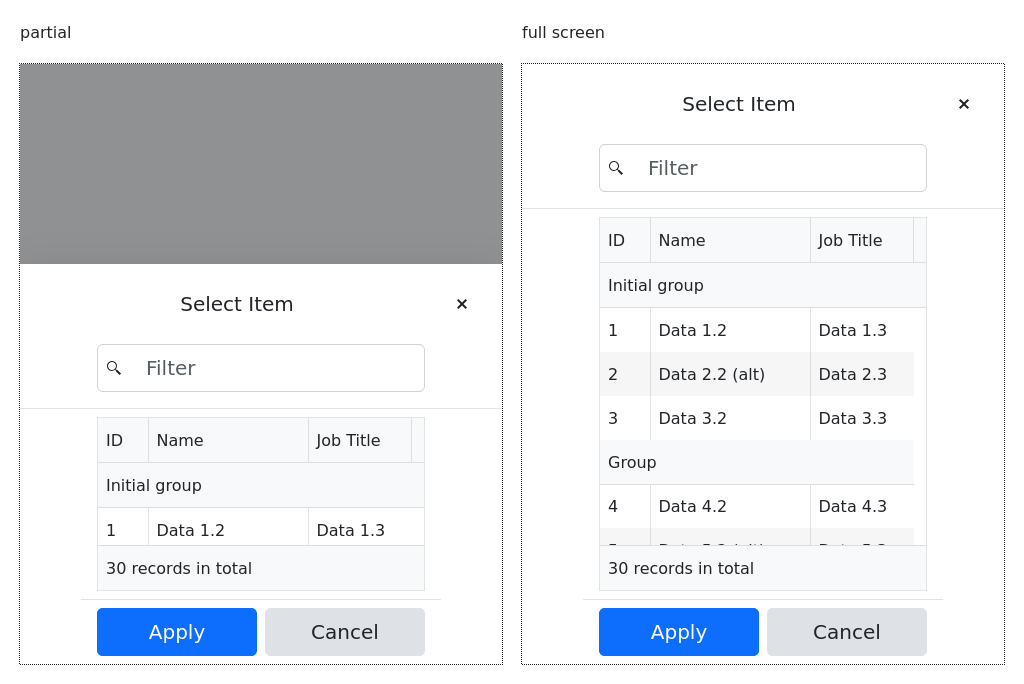 partial
Select Item ×
Filter
ID Name Job Title
Initial group
1 Data 1.2 Data 1.3
30 records in total
Apply Cancel
full screen
Select Item ×
Filter
ID Name Job Title
Initial group
1 Data 1.2 Data 1.3
2 Data 2.2 (alt) Data 2.3
3 Data 3.2 Data 3.3
Group
4 Data 4.2 Data 4.3
30 records in total
Apply Cancel